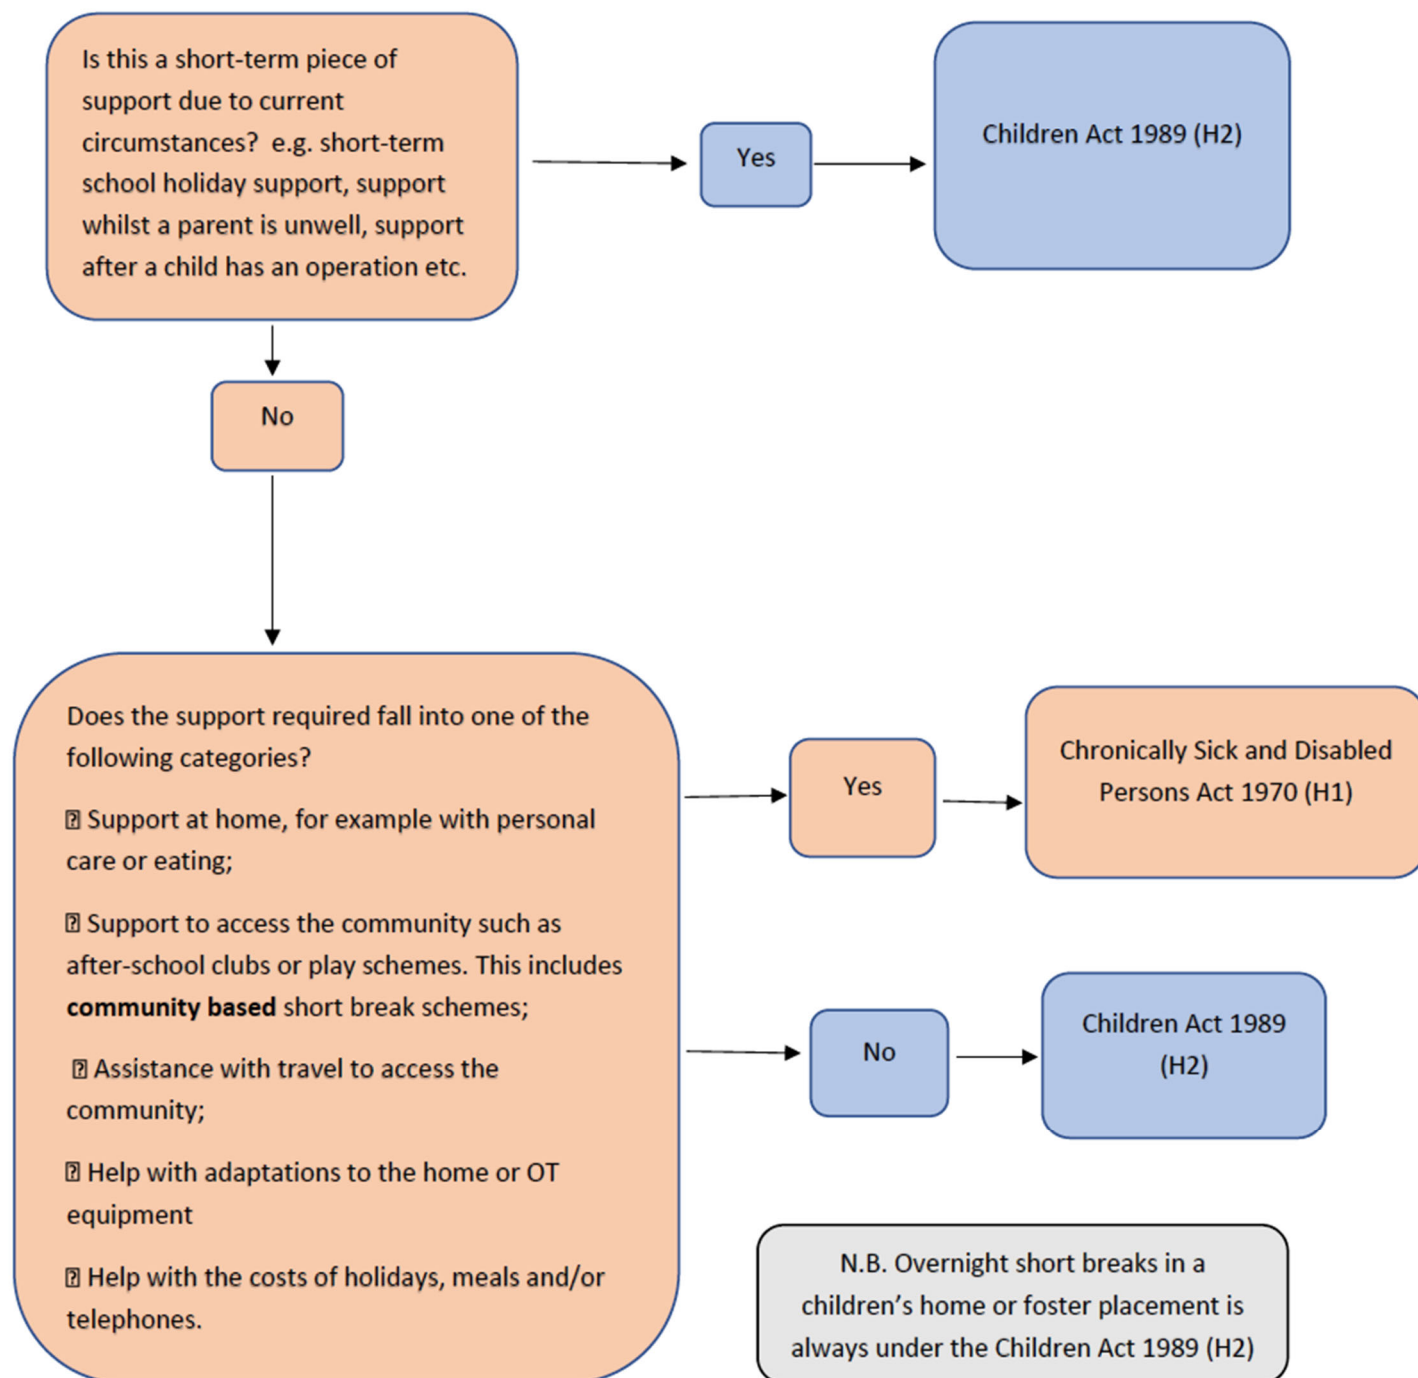 Is this a short-term piece of
support due to current
circumstances?  e.g. short-term
school holiday support, support
whilst a parent is unwell, support
after a child has an operation etc.
Yes
Children Act 1989 (H2)
No
Does the support required fall into one of the
following categories?
⍰ Support at home, for example with personal
care or eating;
⍰ Support to access the community such as
after-school clubs or play schemes. This includes
community based short break schemes;
⍰ Assistance with travel to access the
community;
⍰ Help with adaptations to the home or OT
equipment
⍰ Help with the costs of holidays, meals and/or
telephones.
Yes
Chronically Sick and Disabled
Persons Act 1970 (H1)
No
Children Act 1989
(H2)
N.B. Overnight short breaks in a
children’s home or foster placement is
always under the Children Act 1989 (H2)